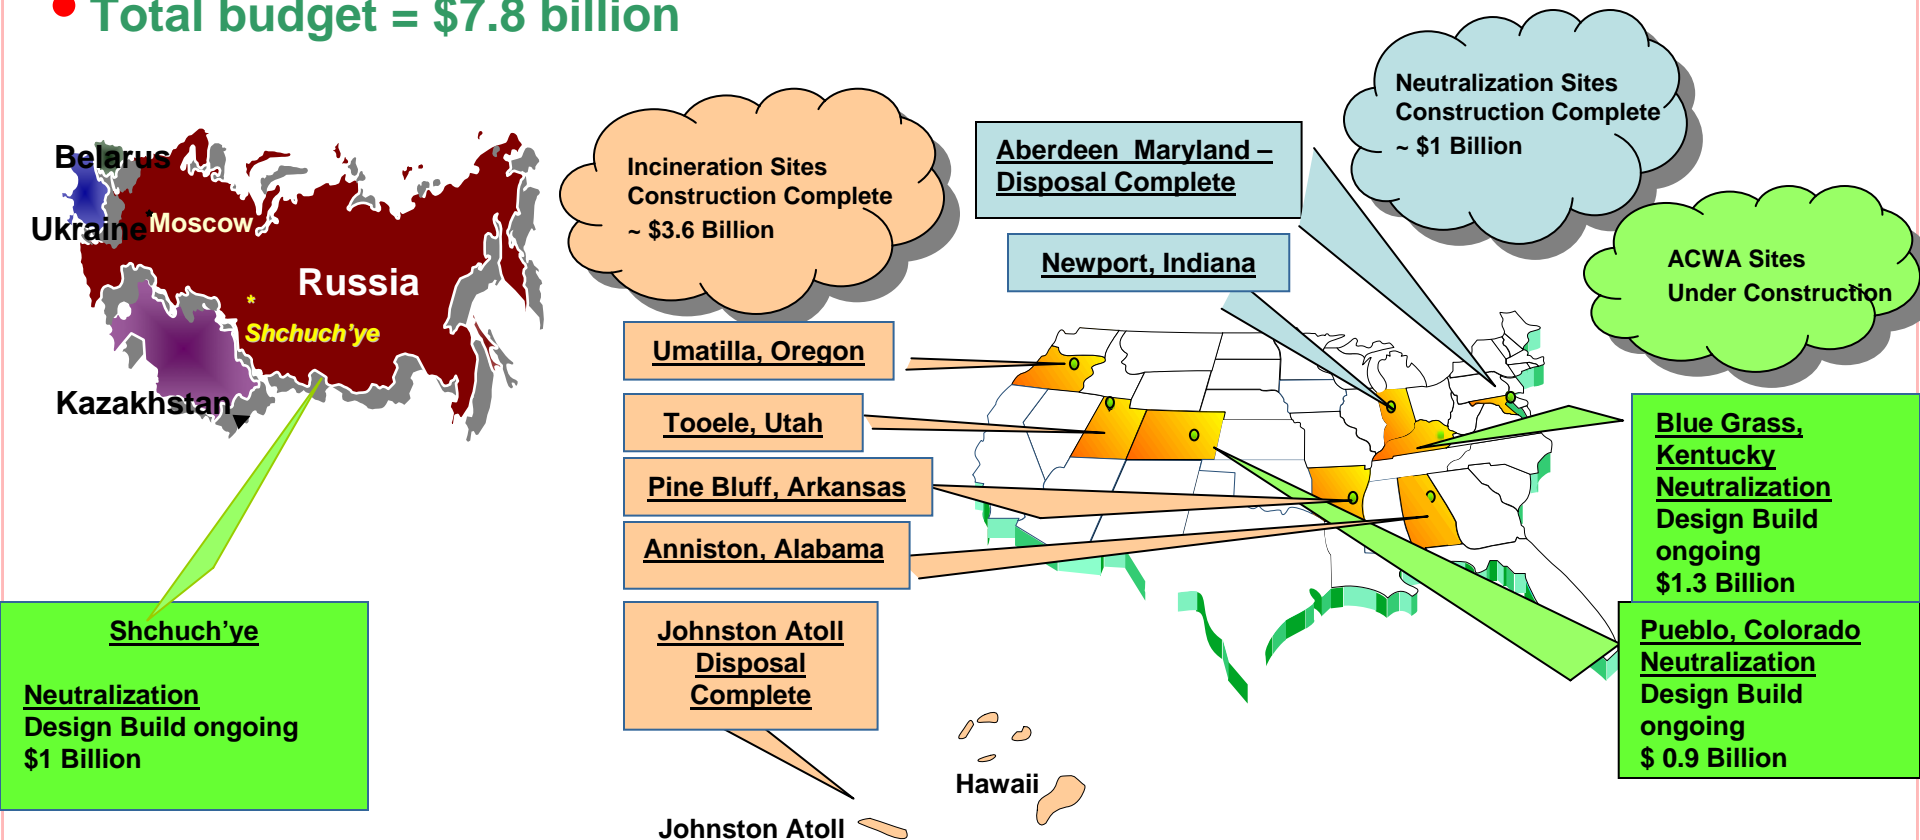 Total budget = $7.8 billion
Belarus
Ukraine
Moscow
Russia
*
Shchuch’ye
Kazakhstan
Incineration Sites
Construction Complete
~ $3.6 Billion
Neutralization Sites
Construction Complete
~ $1 Billion
Aberdeen Maryland –
Disposal Complete
Newport, Indiana
ACWA Sites
Under Construction
Umatilla, Oregon
Tooele, Utah
Pine Bluff, Arkansas
Anniston, Alabama
Johnston Atoll
Disposal
Complete
Blue Grass,
Kentucky
Neutralization
Design Build
ongoing
$1.3 Billion
Pueblo, Colorado
Neutralization
Design Build
ongoing
$ 0.9 Billion
Shchuch’ye
Neutralization
Design Build ongoing
$1 Billion
Hawaii
Johnston Atoll